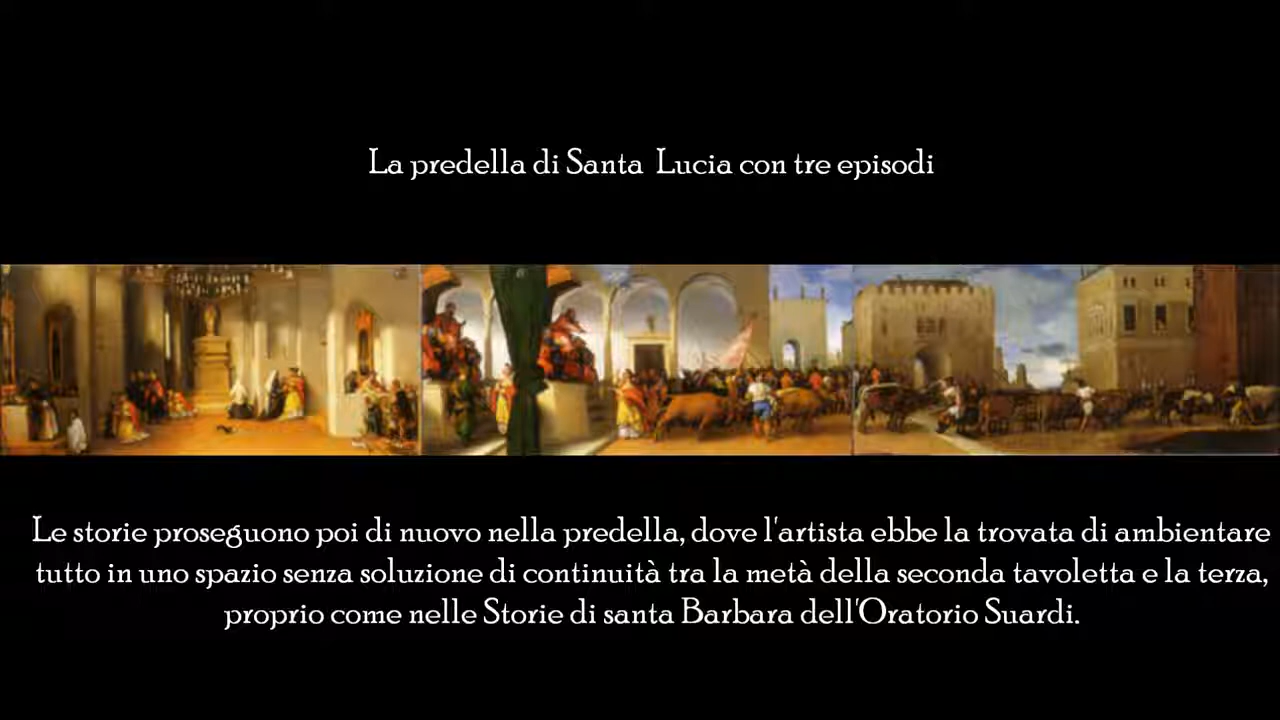 La predella di Santa Lucia con tre episodi
Le storie proseguono poi di nuovo nella predella, dove l'artista ebbe la trovata di ambientare
tutto in uno spazio senza soluzione di continuità tra la metà della seconda tavoletta e la terza,
proprio come nelle Storie di santa Barbara dell'Oratorio Suardi.